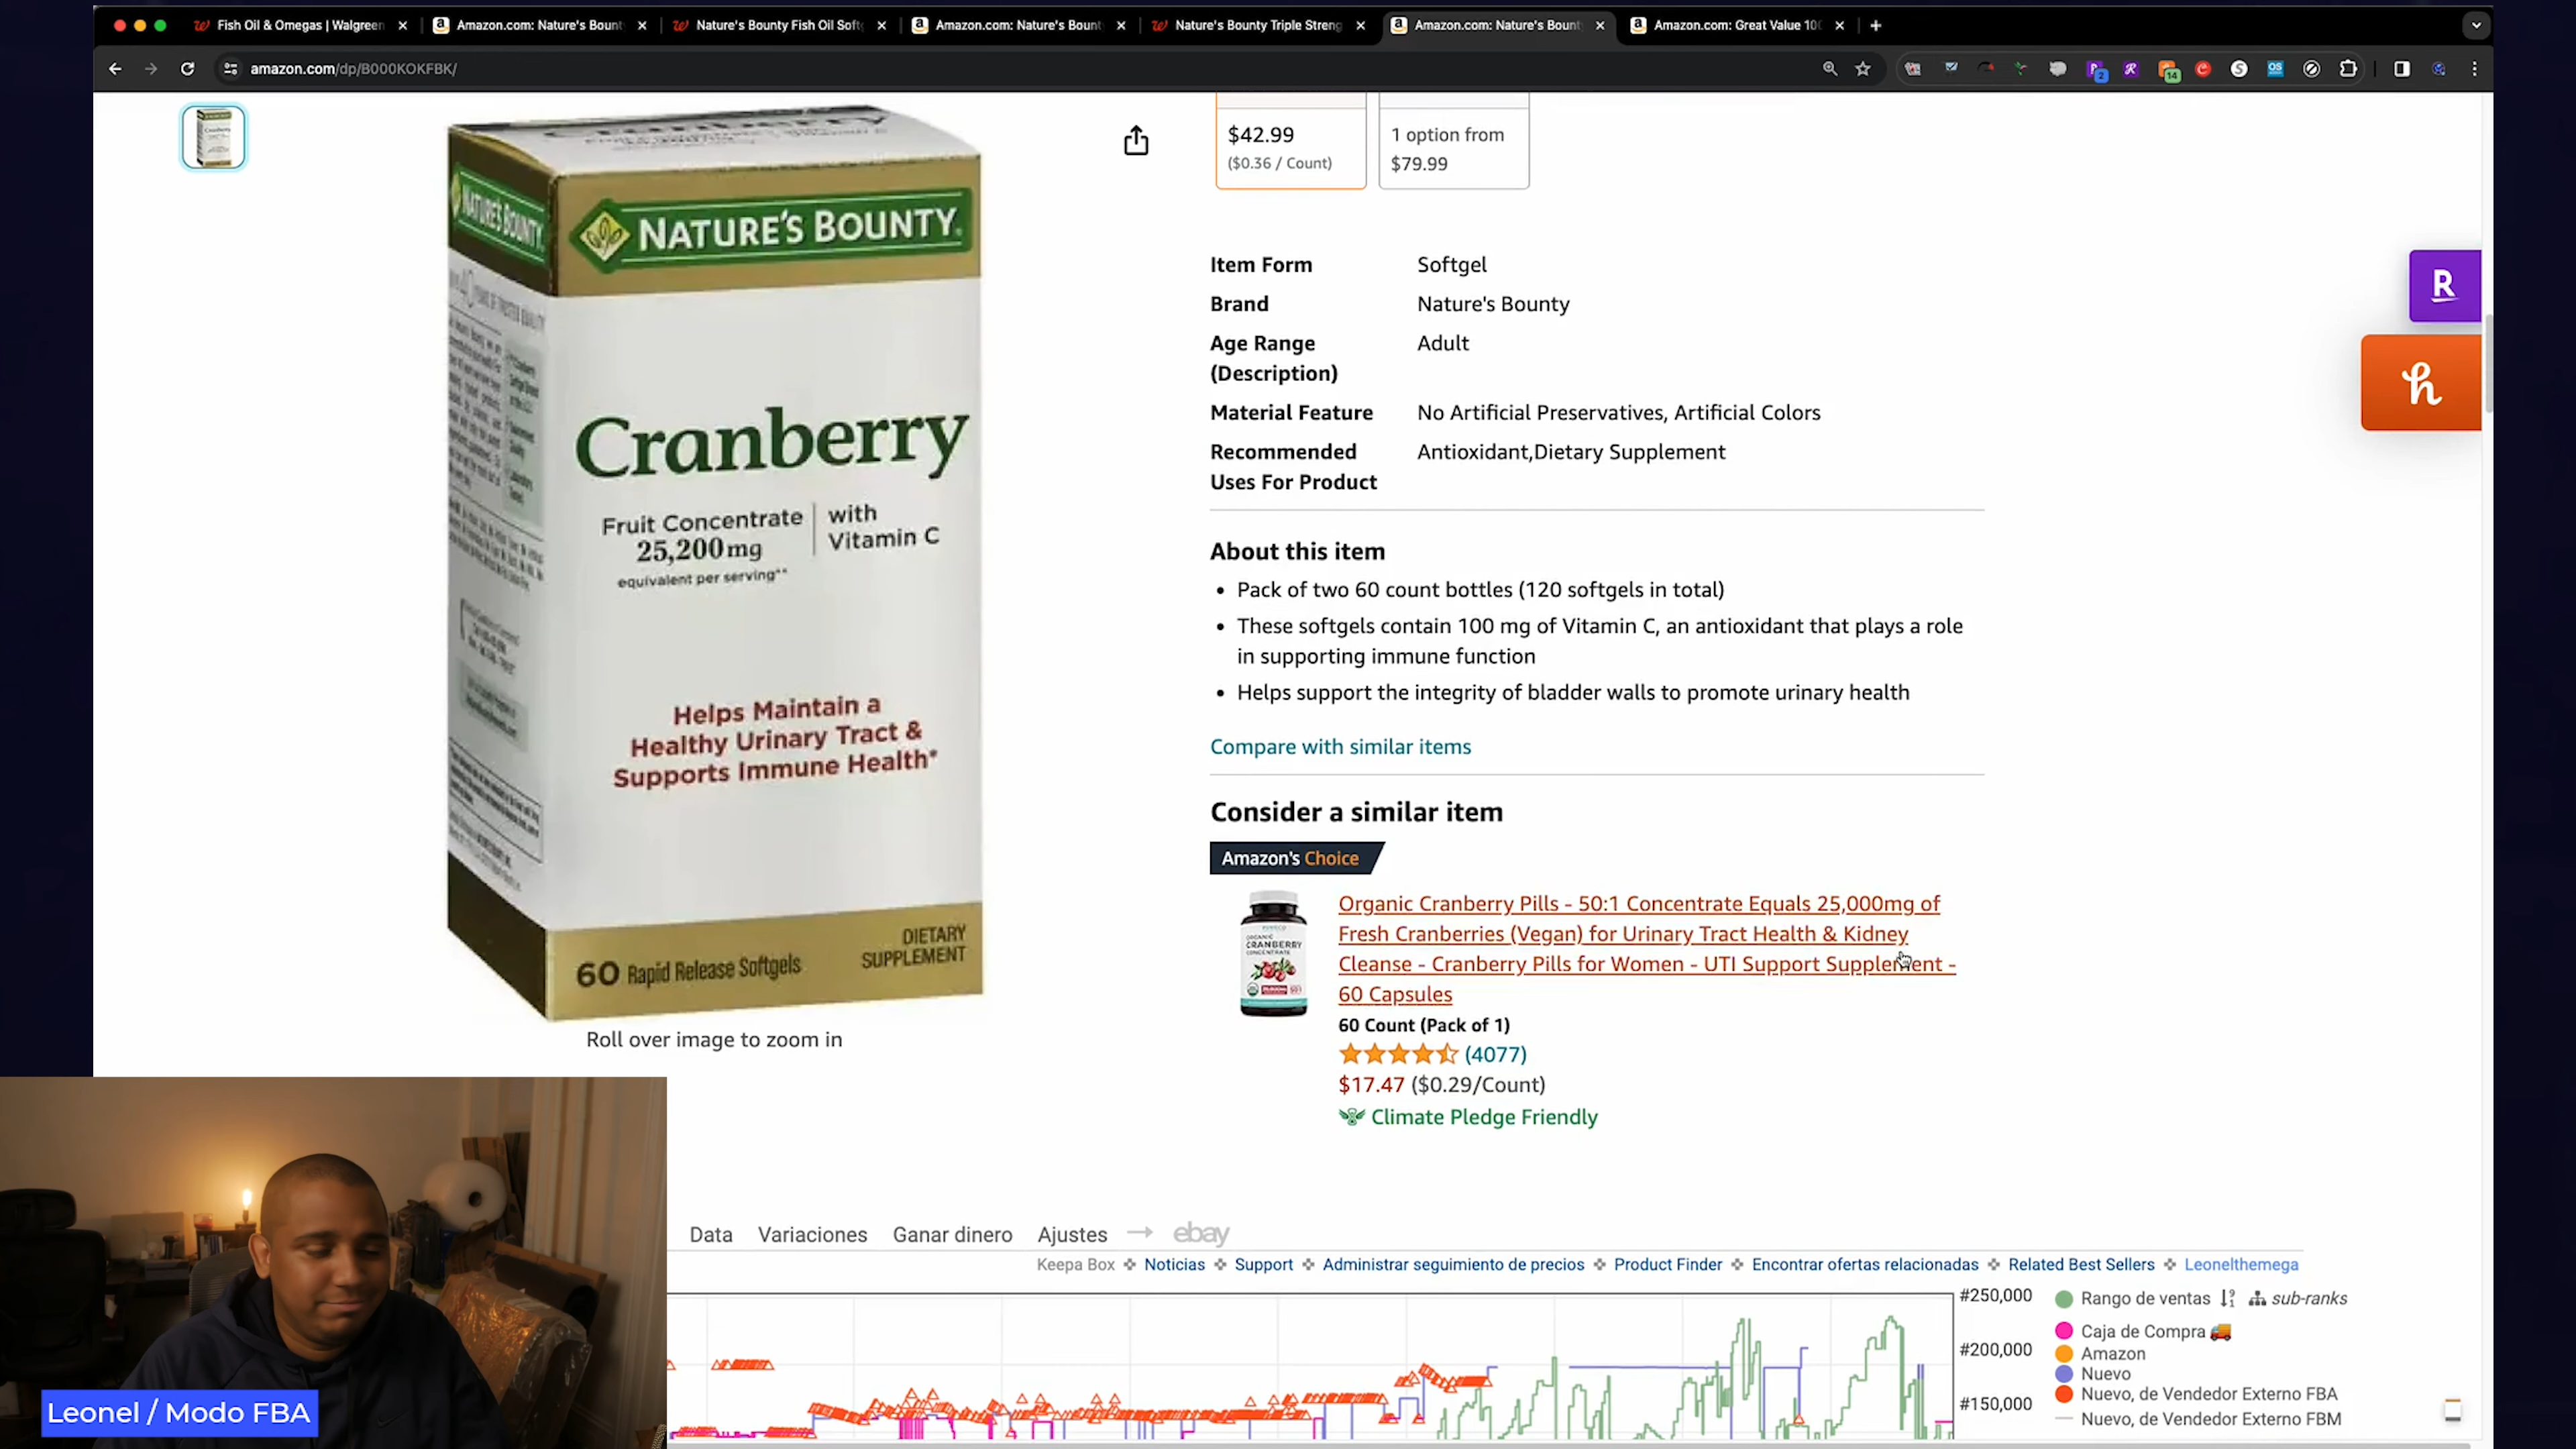 Fish Oil & Omegas | Walgreen
Amazon.com: Nature's Bount
Nature's Bounty Fish Oil Soft
Amazon.com: Nature's Bount
Nature's Bounty Triple Streng
Amazon.com: Nature's Bount
Amazon.com: Great Value 10
amazon.com/dp/B000KOKFBK/
$42.99
($0.36 / Count)
1 option from
$79.99
Cranberry
NATURE'S BOUNTY
NATURE'S BOUNTY
Cranberry
Fruit Concentrate
25,200 mg
equivalent per serving**
with
Vitamin C
Helps Maintain a
Healthy Urinary Tract &
Supports Immune Health*
60 Rapid Release Softgels
DIETARY
SUPPLEMENT
Roll over image to zoom in
Item Form Softgel
Brand Nature's Bounty
Age Range
(Description) Adult
Material Feature No Artificial Preservatives, Artificial Colors
Recommended
Uses For Product Antioxidant,Dietary Supplement
About this item
• Pack of two 60 count bottles (120 softgels in total)
• These softgels contain 100 mg of Vitamin C, an antioxidant that plays a role
in supporting immune function
• Helps support the integrity of bladder walls to promote urinary health
Compare with similar items
Consider a similar item
Amazon's Choice
ORGANIC
CRANBERRY
CONCENTRATE
Organic Cranberry Pills - 50:1 Concentrate Equals 25,000mg of
Fresh Cranberries (Vegan) for Urinary Tract Health & Kidney
Cleanse - Cranberry Pills for Women - UTI Support Supplement -
60 Capsules
60 Count (Pack of 1)
(4077)
$17.47 ($0.29/Count)
Climate Pledge Friendly
R
h
2
14
Data Variaciones Ganar dinero Ajustes → ebay
Keepa Box Noticias Support Administrar seguimiento de precios Product Finder Encontrar ofertas relacionadas Related Best Sellers Leonelthemega
#250,000
#200,000
#150,000
Rango de ventas sub-ranks
Caja de Compra
Amazon
Nuevo
Nuevo, de Vendedor Externo FBA
Nuevo, de Vendedor Externo FBM
Leonel / Modo FBA